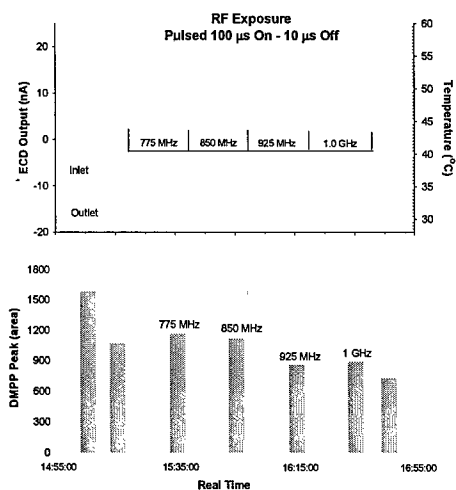 RF Exposure
Pulsed 100 µs On - 10 µs Off
ECD Output (nA)
20
10
0
-10
-20
775 MHz 850 MHz 925 MHz 1.0 GHz
Inlet
Outlet
60
55
50
45
40
35
30
Temperature (°C)
DMPP Peak (area)
1800
1500
1200
900
600
300
0
775 MHz
850 MHz
925 MHz
1 GHz
14:55:00 15:35:00 16:15:00 16:55:00
Real Time